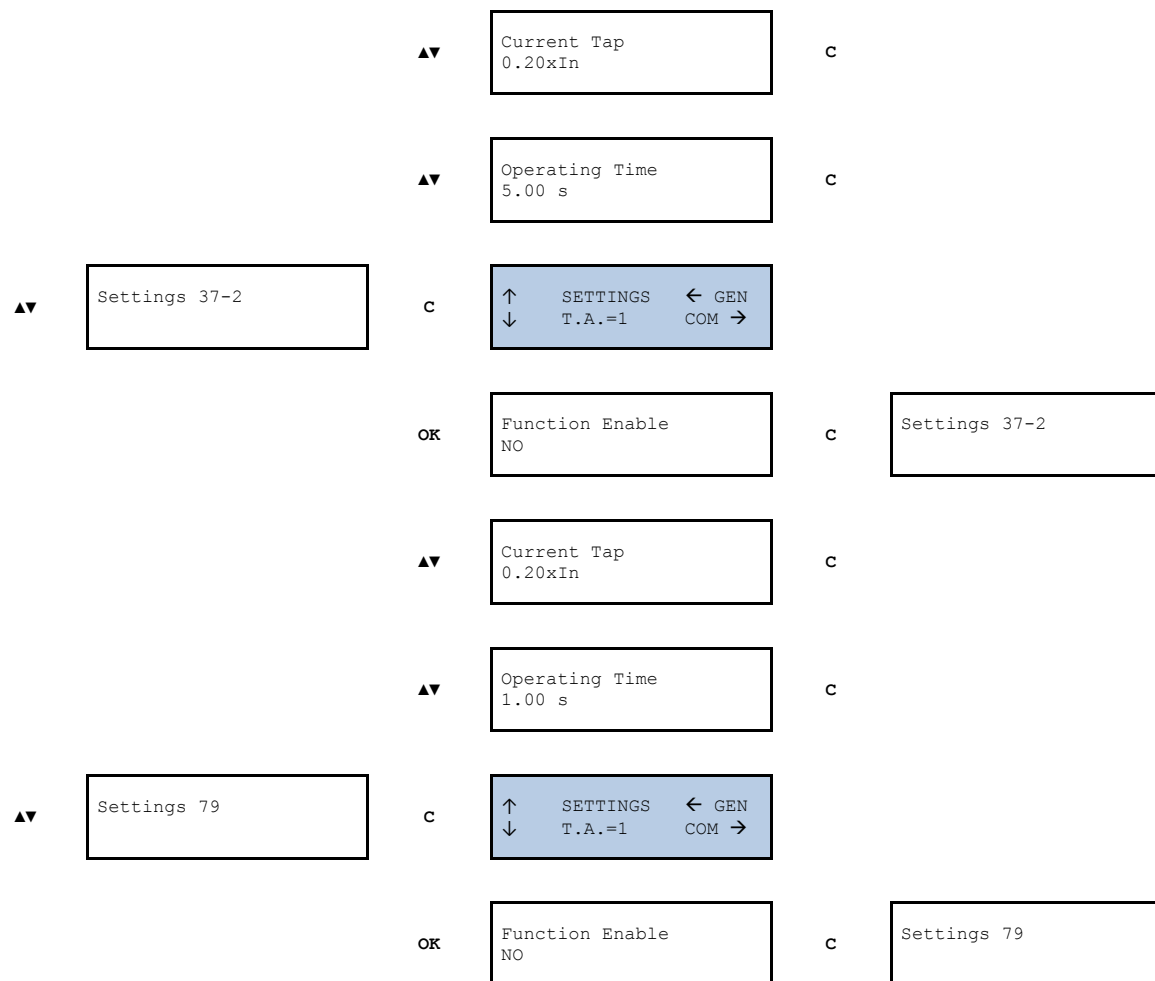 ▲▼ Current Tap C
0.20xIn
▲▼ Operating Time C
5.00 s
▲▼ Settings 37-2 C ↑ SETTINGS ← GEN
↓ T.A.=1 COM →
OK Function Enable C Settings 37-2
NO
▲▼ Current Tap C
0.20xIn
▲▼ Operating Time C
1.00 s
▲▼ Settings 79 C ↑ SETTINGS ← GEN
↓ T.A.=1 COM →
OK Function Enable C Settings 79
NO